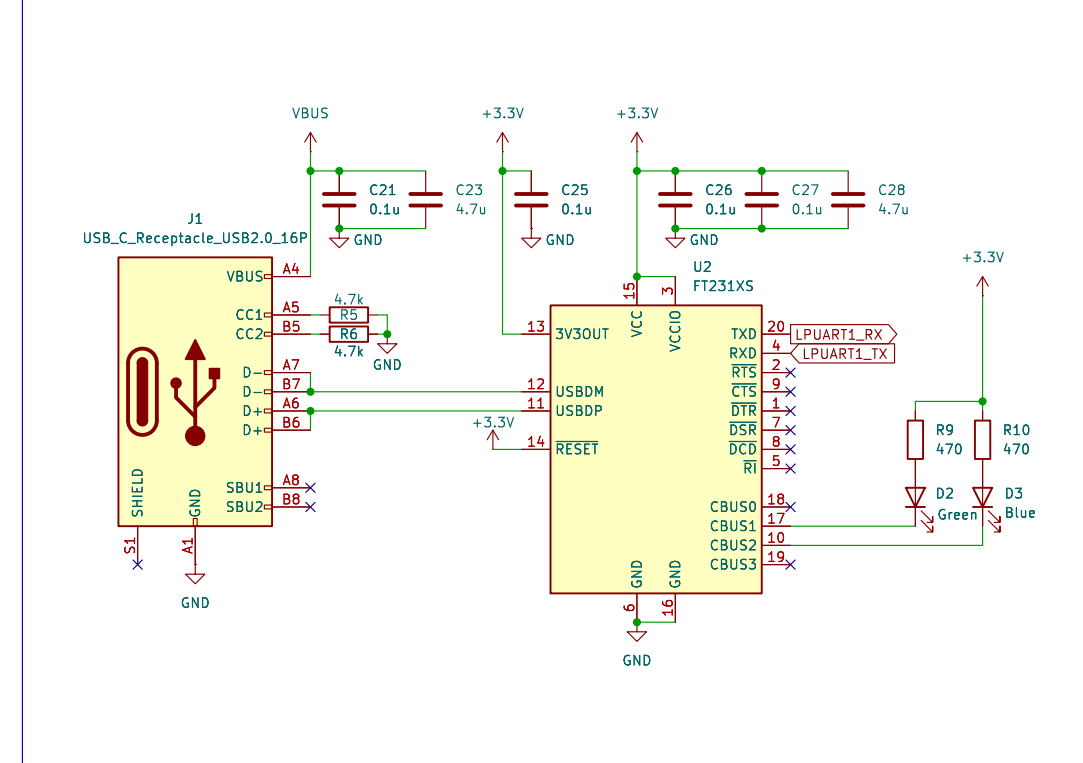 VBUS
+3.3V
+3.3V
C21
0.1u
C23
4.7u
C25
0.1u
C26
0.1u
C27
0.1u
C28
4.7u
GND
GND
GND
J1
USB_C_Receptacle_USB2.0_16P
VBUS
A4
CC1
A5
CC2
B5
D-
A7
D-
B7
D+
A6
D+
B6
SBU1
A8
SBU2
B8
SHIELD
S1
GND
A1
GND
4.7k
R5
R6
4.7k
GND
U2
FT231XS
15
VCC
3
VCCIO
13
3V3OUT
12
USBDM
11
USBDP
+3.3V
14
RESET
TXD
20
LPUART1_RX
RXD
4
LPUART1_TX
RTS
2
CTS
9
DTR
1
DSR
7
DCD
8
RI
5
CBUS0
18
CBUS1
17
CBUS2
10
CBUS3
19
GND
6
GND
16
GND
+3.3V
R9
470
R10
470
D2
Green
D3
Blue